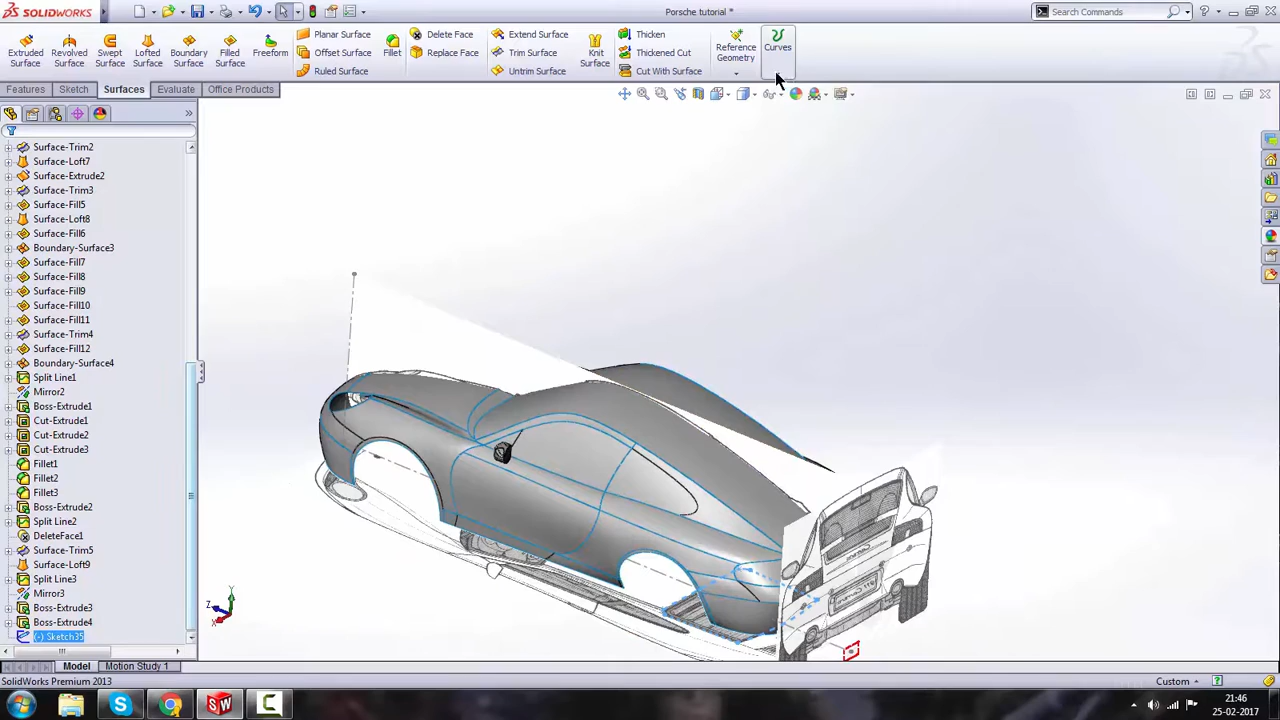 SOLIDWORKS
Porsche tutorial *
Search Commands
Extruded Surface
Revolved Surface
Swept Surface
Lofted Surface
Boundary Surface
Filled Surface
Freeform
Planar Surface
Offset Surface
Ruled Surface
Fillet
Delete Face
Replace Face
Extend Surface
Trim Surface
Untrim Surface
Knit Surface
Thicken
Thickened Cut
Cut With Surface
Reference Geometry
Curves
Features
Sketch
Surfaces
Evaluate
Office Products
Surface-Trim2
Surface-Loft7
Surface-Extrude2
Surface-Trim3
Surface-Fill5
Surface-Loft8
Surface-Fill6
Boundary-Surface3
Surface-Fill7
Surface-Fill8
Surface-Fill9
Surface-Fill10
Surface-Fill11
Surface-Trim4
Surface-Fill12
Boundary-Surface4
Split Line1
Mirror2
Boss-Extrude1
Cut-Extrude1
Cut-Extrude2
Cut-Extrude3
Fillet1
Fillet2
Fillet3
Boss-Extrude2
Split Line2
DeleteFace1
Surface-Trim5
Surface-Loft9
Split Line3
Mirror3
Boss-Extrude3
Boss-Extrude4
(-) Sketch35
Y
Z
X
Model
Motion Study 1
SolidWorks Premium 2013
Custom
21:46
25-02-2017